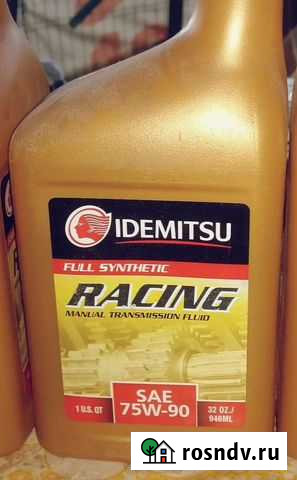 IDEMITSU
FULL SYNTHETIC
RACING
MANUAL TRANSMISSION FLUID
SAE
75W-90
1 U.S. QT
32 OZ./
946ML
rosndv.ru